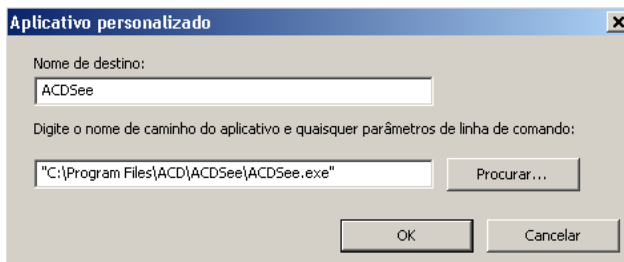 Aplicativo personalizado
Nome de destino:
ACDSee
Digite o nome de caminho do aplicativo e quaisquer parâmetros de linha de comando:
"C:\Program Files\ACD\ACDSee\ACDSee.exe"
Procurar...
OK
Cancelar